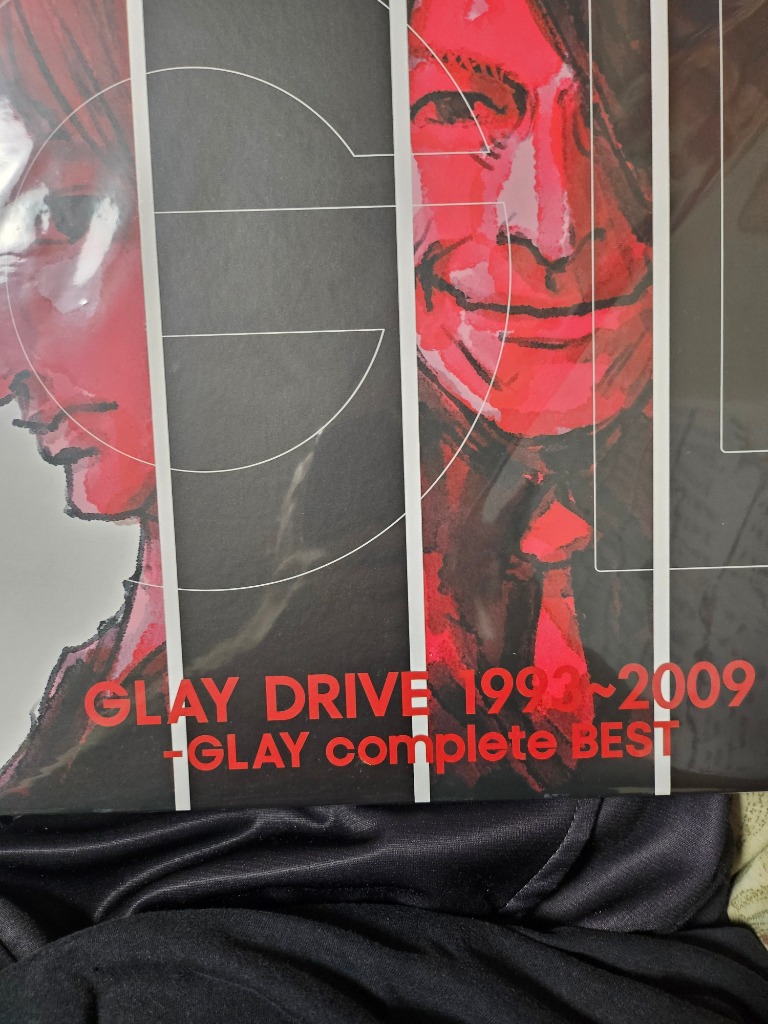 GLAY DRIVE 1993~2009
-GLAY complete BEST